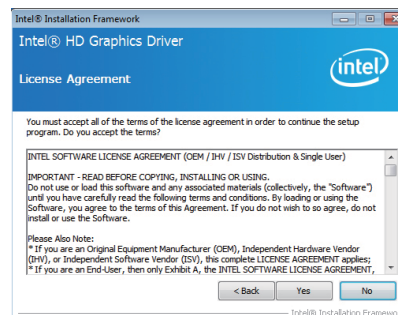 Intel® Installation Framework
Intel® HD Graphics Driver
intel
License Agreement
You must accept all of the terms of the license agreement in order to continue the setup
program. Do you accept the terms?
INTEL SOFTWARE LICENSE AGREEMENT (OEM / IHV / ISV Distribution & Single User)
IMPORTANT - READ BEFORE COPYING, INSTALLING OR USING.
Do not use or load this software and any associated materials (collectively, the "Software")
until you have carefully read the following terms and conditions. By loading or using the
Software, you agree to the terms of this Agreement. If you do not wish to so agree, do not
install or use the Software.
Please Also Note:
* If you are an Original Equipment Manufacturer (OEM), Independent Hardware Vendor
(IHV), or Independent Software Vendor (ISV), this complete LICENSE AGREEMENT applies;
* If you are an End-User, then only Exhibit A, the INTEL SOFTWARE LICENSE AGREEMENT,
< Back
Yes
No
Intel® Installation Framewo